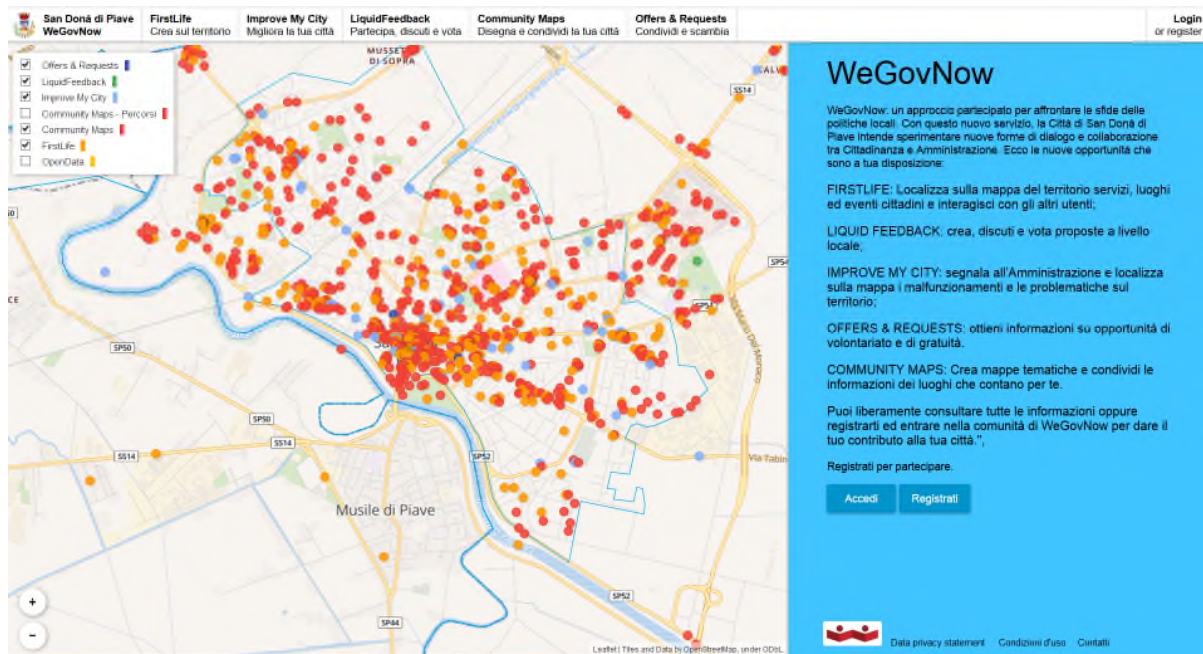 San Donà di Piave
WeGovNow
FirstLife
Crea sul territorio
Improve My City
Migliora la tua città
LiquidFeedback
Partecipa, discuti e vota
Community Maps
Disegna e condividi la tua città
Offers & Requests
Condividi e scambia
Login
or register
Offers & Requests
LiquidFeedback
Improve My City
Community Maps - Percorsi
Community Maps
FirstLife
OpenData
DI SOPRA
SS14
SP54
SP50
SP50
SS14
SS14
SP52
Via Tabin
Musile di Piave
SP52
SP44
+
−
Leaflet | Tiles and Data by OpenStreetMap, under ODbL.
WeGovNow
WeGovNow: un approccio partecipato per affrontare le sfide delle
politiche locali. Con questo nuovo servizio, la Città di San Donà di
Piave intende sperimentare nuove forme di dialogo e collaborazione
tra Cittadinanza e Amministrazione. Ecco le nuove opportunità che
sono a tua disposizione:
FIRSTLIFE: Localizza sulla mappa del territorio servizi, luoghi
ed eventi cittadini e interagisci con gli altri utenti;
LIQUID FEEDBACK: crea, discuti e vota proposte a livello
locale;
IMPROVE MY CITY: segnala all'Amministrazione e localizza
sulla mappa i malfunzionamenti e le problematiche sul
territorio;
OFFERS & REQUESTS: ottieni informazioni su opportunità di
volontariato e di gratuità.
COMMUNITY MAPS: Crea mappe tematiche e condividi le
informazioni dei luoghi che contano per te.
Puoi liberamente consultare tutte le informazioni oppure
registrarti ed entrare nella comunità di WeGovNow per dare il
tuo contributo alla tua città.",
Registrati per partecipare.
Accedi
Registrati
Data privacy statement
Condizioni d'uso
Contatti